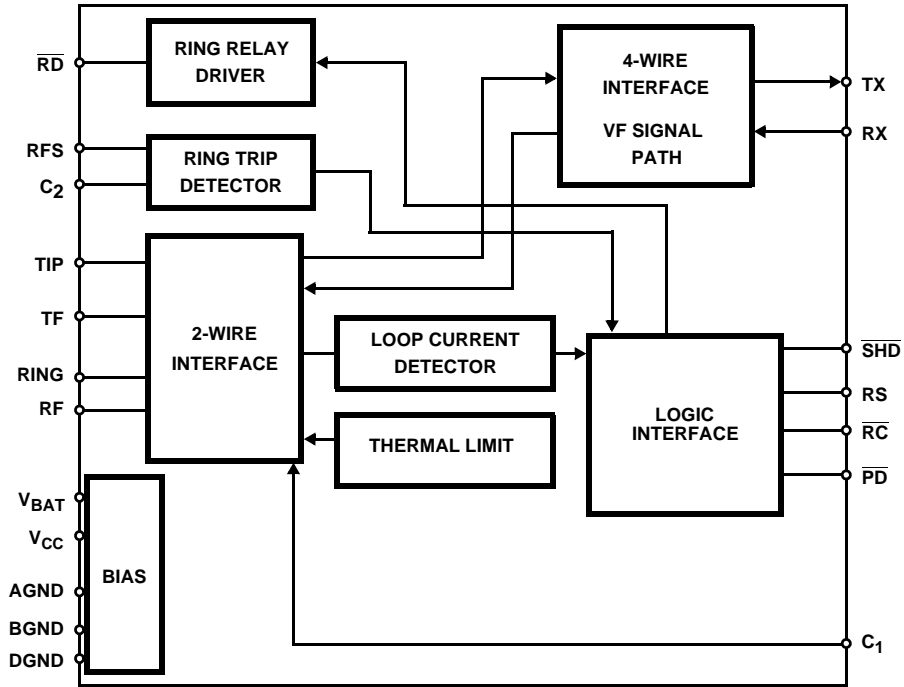 RD
RING RELAY
DRIVER
4-WIRE
INTERFACE
VF SIGNAL
PATH
TX
RX
RFS
C2
RING TRIP
DETECTOR
TIP
TF
RING
RF
2-WIRE
INTERFACE
LOOP CURRENT
DETECTOR
THERMAL LIMIT
LOGIC
INTERFACE
SHD
RS
RC
PD
VBAT
VCC
AGND
BGND
DGND
BIAS
C1